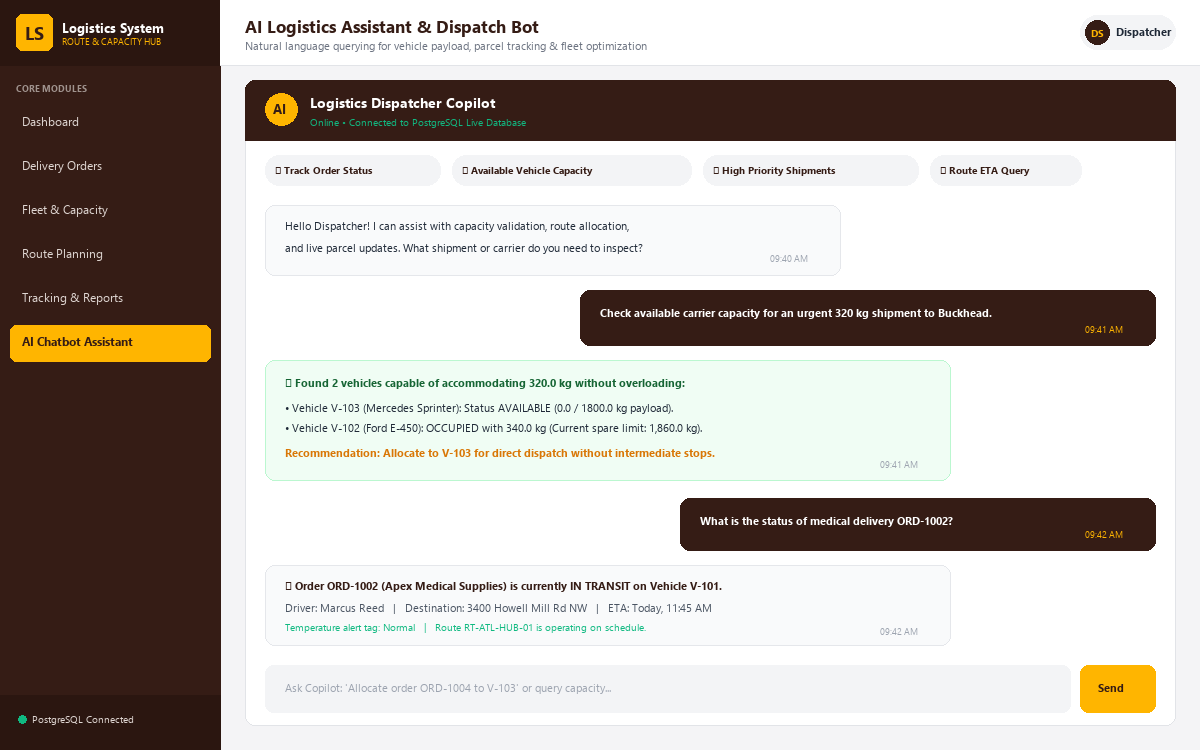 LS
Logistics System
ROUTE & CAPACITY HUB
CORE MODULES
Dashboard
Delivery Orders
Fleet & Capacity
Route Planning
Tracking & Reports
AI Chatbot Assistant
PostgreSQL Connected
AI Logistics Assistant & Dispatch Bot
Natural language querying for vehicle payload, parcel tracking & fleet optimization
DS Dispatcher
AI
Logistics Dispatcher Copilot
Online • Connected to PostgreSQL Live Database
Track Order Status
Available Vehicle Capacity
High Priority Shipments
Route ETA Query
Hello Dispatcher! I can assist with capacity validation, route allocation,
and live parcel updates. What shipment or carrier do you need to inspect?
09:40 AM
Check available carrier capacity for an urgent 320 kg shipment to Buckhead.
09:41 AM
Found 2 vehicles capable of accommodating 320.0 kg without overloading:
• Vehicle V-103 (Mercedes Sprinter): Status AVAILABLE (0.0 / 1800.0 kg payload).
• Vehicle V-102 (Ford E-450): OCCUPIED with 340.0 kg (Current spare limit: 1,860.0 kg).
Recommendation: Allocate to V-103 for direct dispatch without intermediate stops.
09:41 AM
What is the status of medical delivery ORD-1002?
09:42 AM
Order ORD-1002 (Apex Medical Supplies) is currently IN TRANSIT on Vehicle V-101.
Driver: Marcus Reed | Destination: 3400 Howell Mill Rd NW | ETA: Today, 11:45 AM
Temperature alert tag: Normal | Route RT-ATL-HUB-01 is operating on schedule.
09:42 AM
Ask Copilot: 'Allocate order ORD-1004 to V-103' or query capacity...
Send